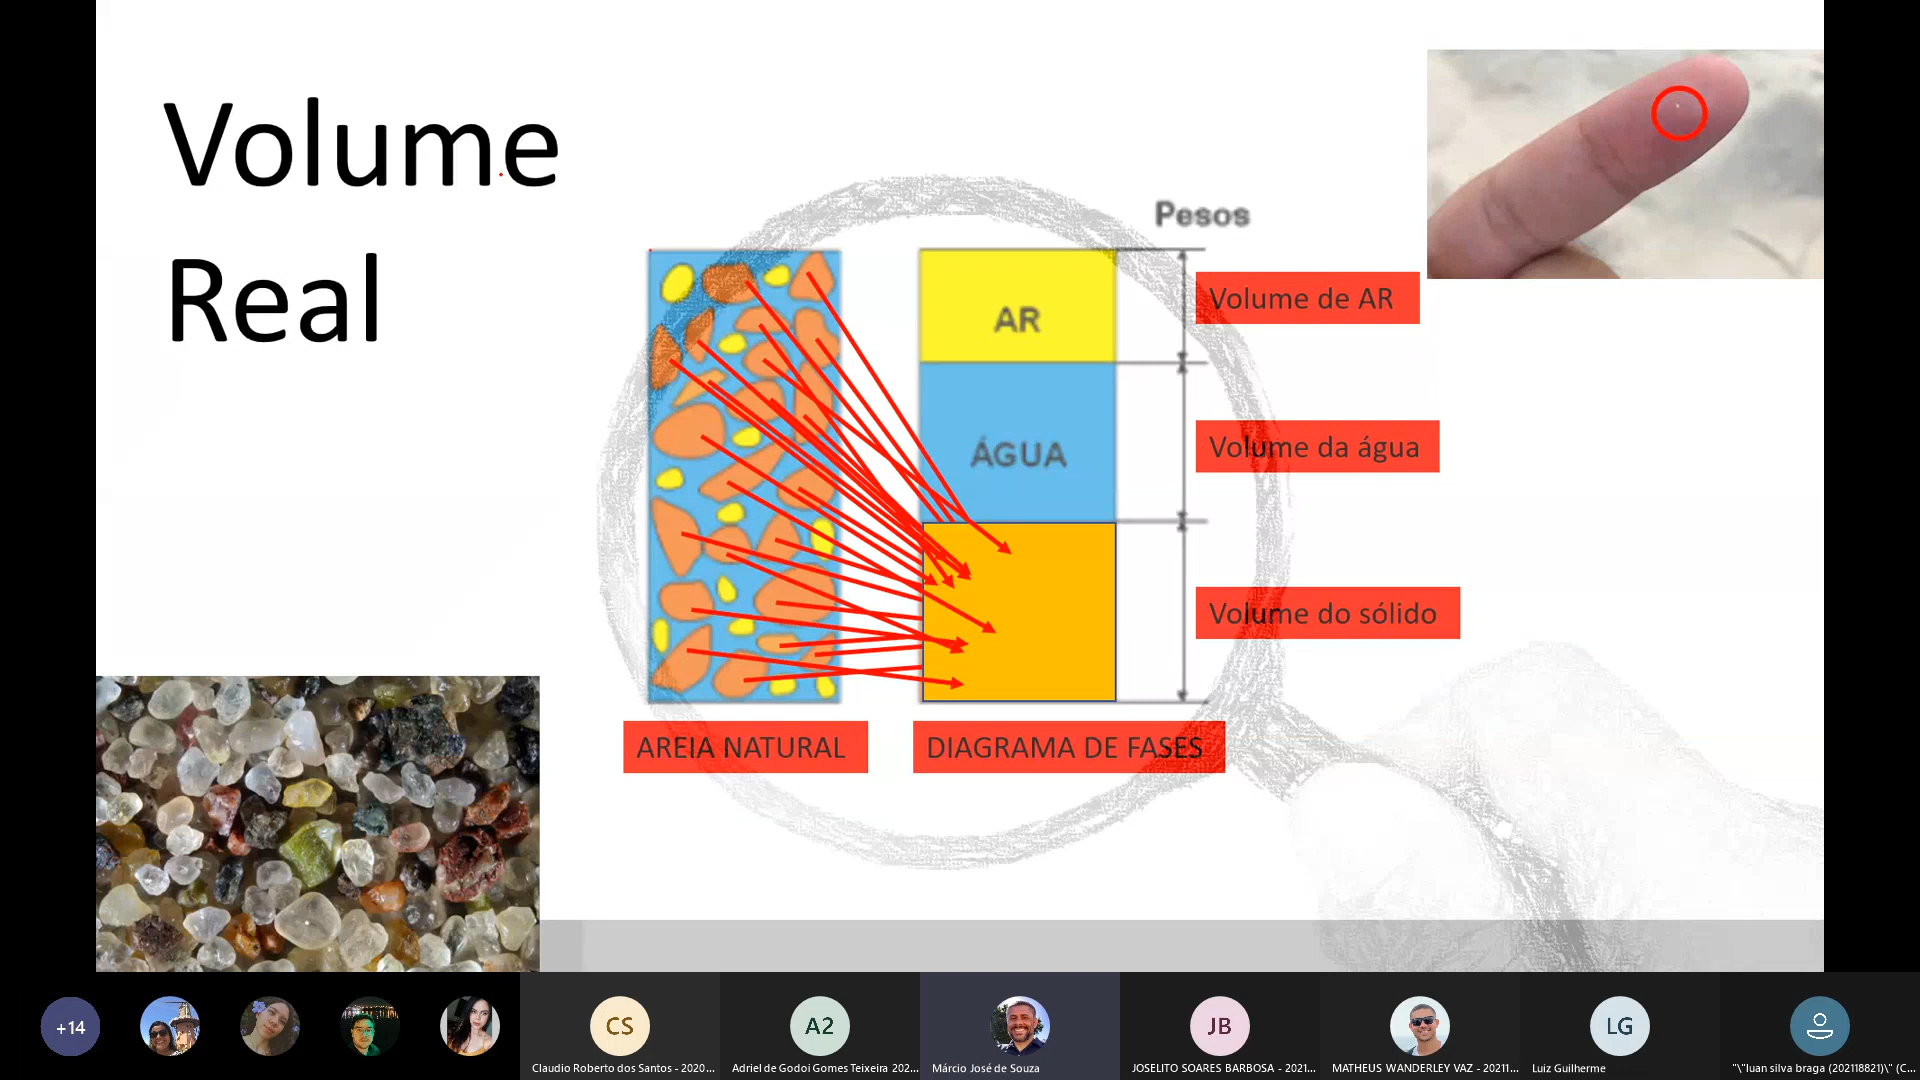 Volume
Real
Pesos
AR
Volume de AR
ÁGUA
Volume da água
Volume do sólido
AREIA NATURAL
DIAGRAMA DE FASES
+14
CS
A2
JB
LG
Claudio Roberto dos Santos - 2020...
Adriel de Godoi Gomes Teixeira 202...
Márcio José de Souza
JOSELITO SOARES BARBOSA - 2021...
MATHEUS WANDERLEY VAZ - 20211...
Luiz Guilherme
"\"luan silva braga (202118821)\" (C...